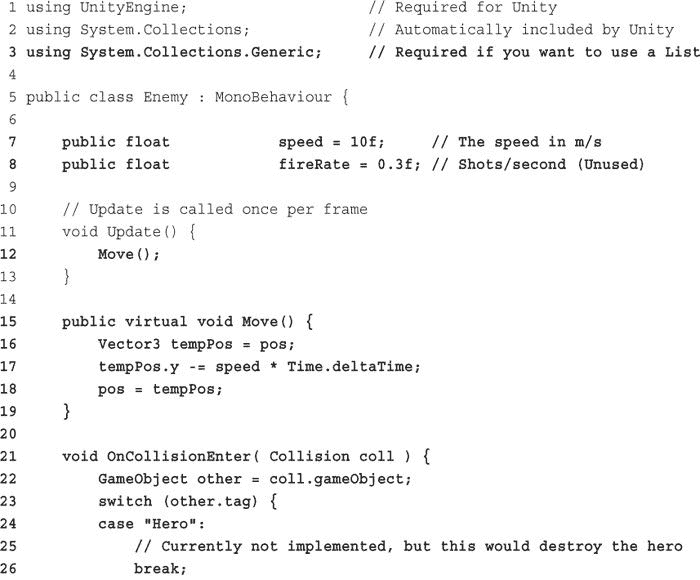 1 using UnityEngine;                    // Required for Unity
2 using System.Collections;             // Automatically included by Unity
3 using System.Collections.Generic;     // Required if you want to use a List
4
5 public class Enemy : MonoBehaviour {
6
7     public float            speed = 10f;     // The speed in m/s
8     public float            fireRate = 0.3f; // Shots/second (Unused)
9
10     // Update is called once per frame
11     void Update() {
12         Move();
13     }
14
15     public virtual void Move() {
16         Vector3 tempPos = pos;
17         tempPos.y -= speed * Time.deltaTime;
18         pos = tempPos;
19     }
20
21     void OnCollisionEnter( Collision coll ) {
22         GameObject other = coll.gameObject;
23         switch (other.tag) {
24         case "Hero":
25             // Currently not implemented, but this would destroy the hero
26             break;